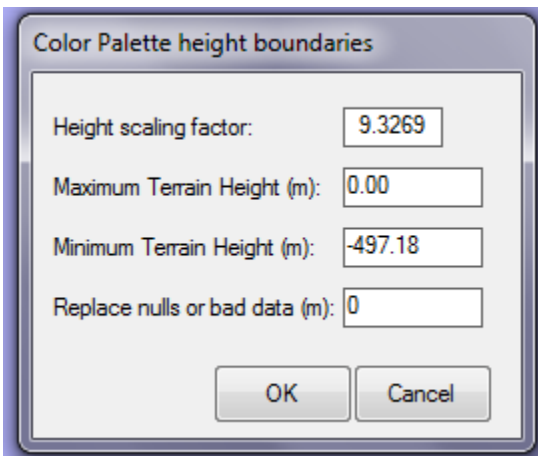 Color Palette height boundaries
Height scaling factor: 9.3269
Maximum Terrain Height (m): 0.00
Minimum Terrain Height (m): -497.18
Replace nulls or bad data (m): 0
OK Cancel